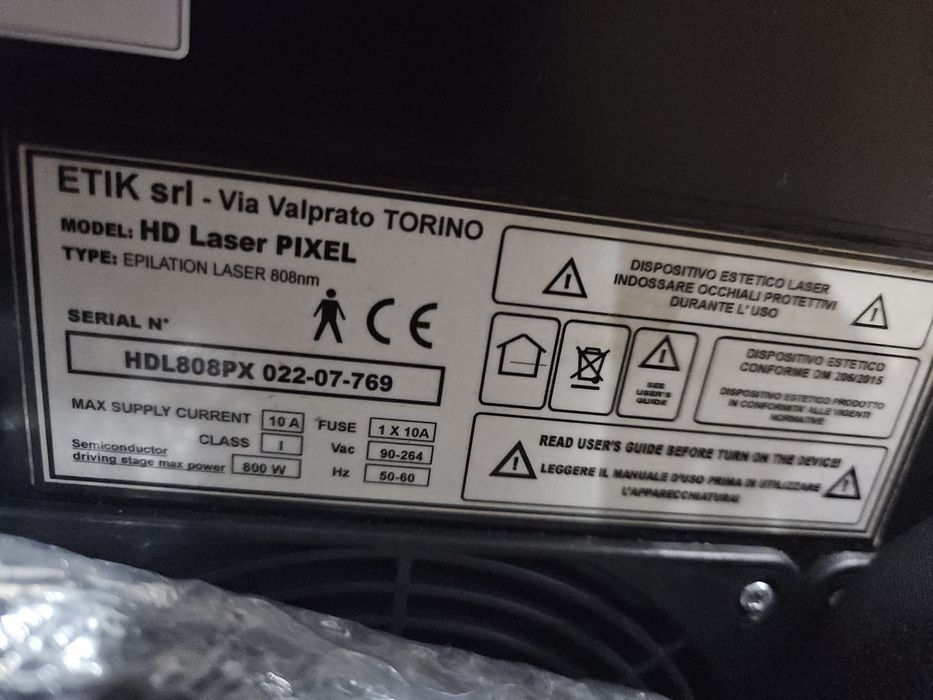 ETIK srl - Via Valprato TORINO
MODEL: HD Laser PIXEL
TYPE: EPILATION LASER 808nm
CE
SERIAL N°
HDL808PX 022-07-769
MAX SUPPLY CURRENT 10 A
CLASS I
Semiconductor
driving stage max power 800 W
FUSE 1 X 10A
Vac 90-264
Hz 50-60
DISPOSITIVO ESTETICO LASER
INDOSSARE OCCHIALI PROTETTIVI
DURANTE L' USO
SEE
USER'S
GUIDE
DISPOSITIVO ESTETICO
CONFORME DM 206/2015
DISPOSITIVO ESTETICO PRODOTTO
IN CONFORMITA' ALLE VIGENTI
NORMATIVE
READ USER'S GUIDE BEFORE TURN ON THE DEVICE!
LEGGERE IL MANUALE D'USO PRIMA DI UTILIZZARE
L'APPARECCHIATURA!